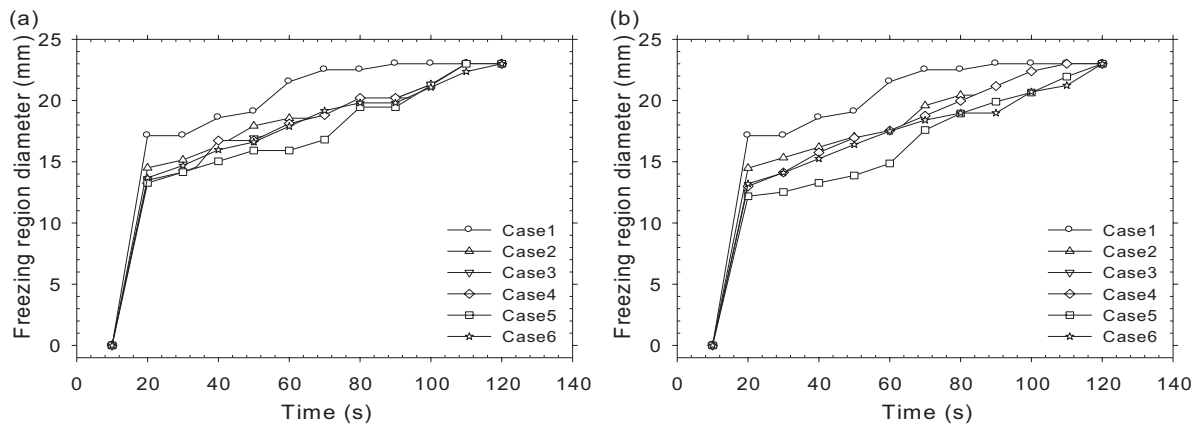 (a)
Freezing region diameter (mm)
25
20
15
10
5
0
Case1
Case2
Case3
Case4
Case5
Case6
0 20 40 60 80 100 120 140
Time (s)
(b)
Freezing region diameter (mm)
25
20
15
10
5
0
Case1
Case2
Case3
Case4
Case5
Case6
0 20 40 60 80 100 120 140
Time (s)